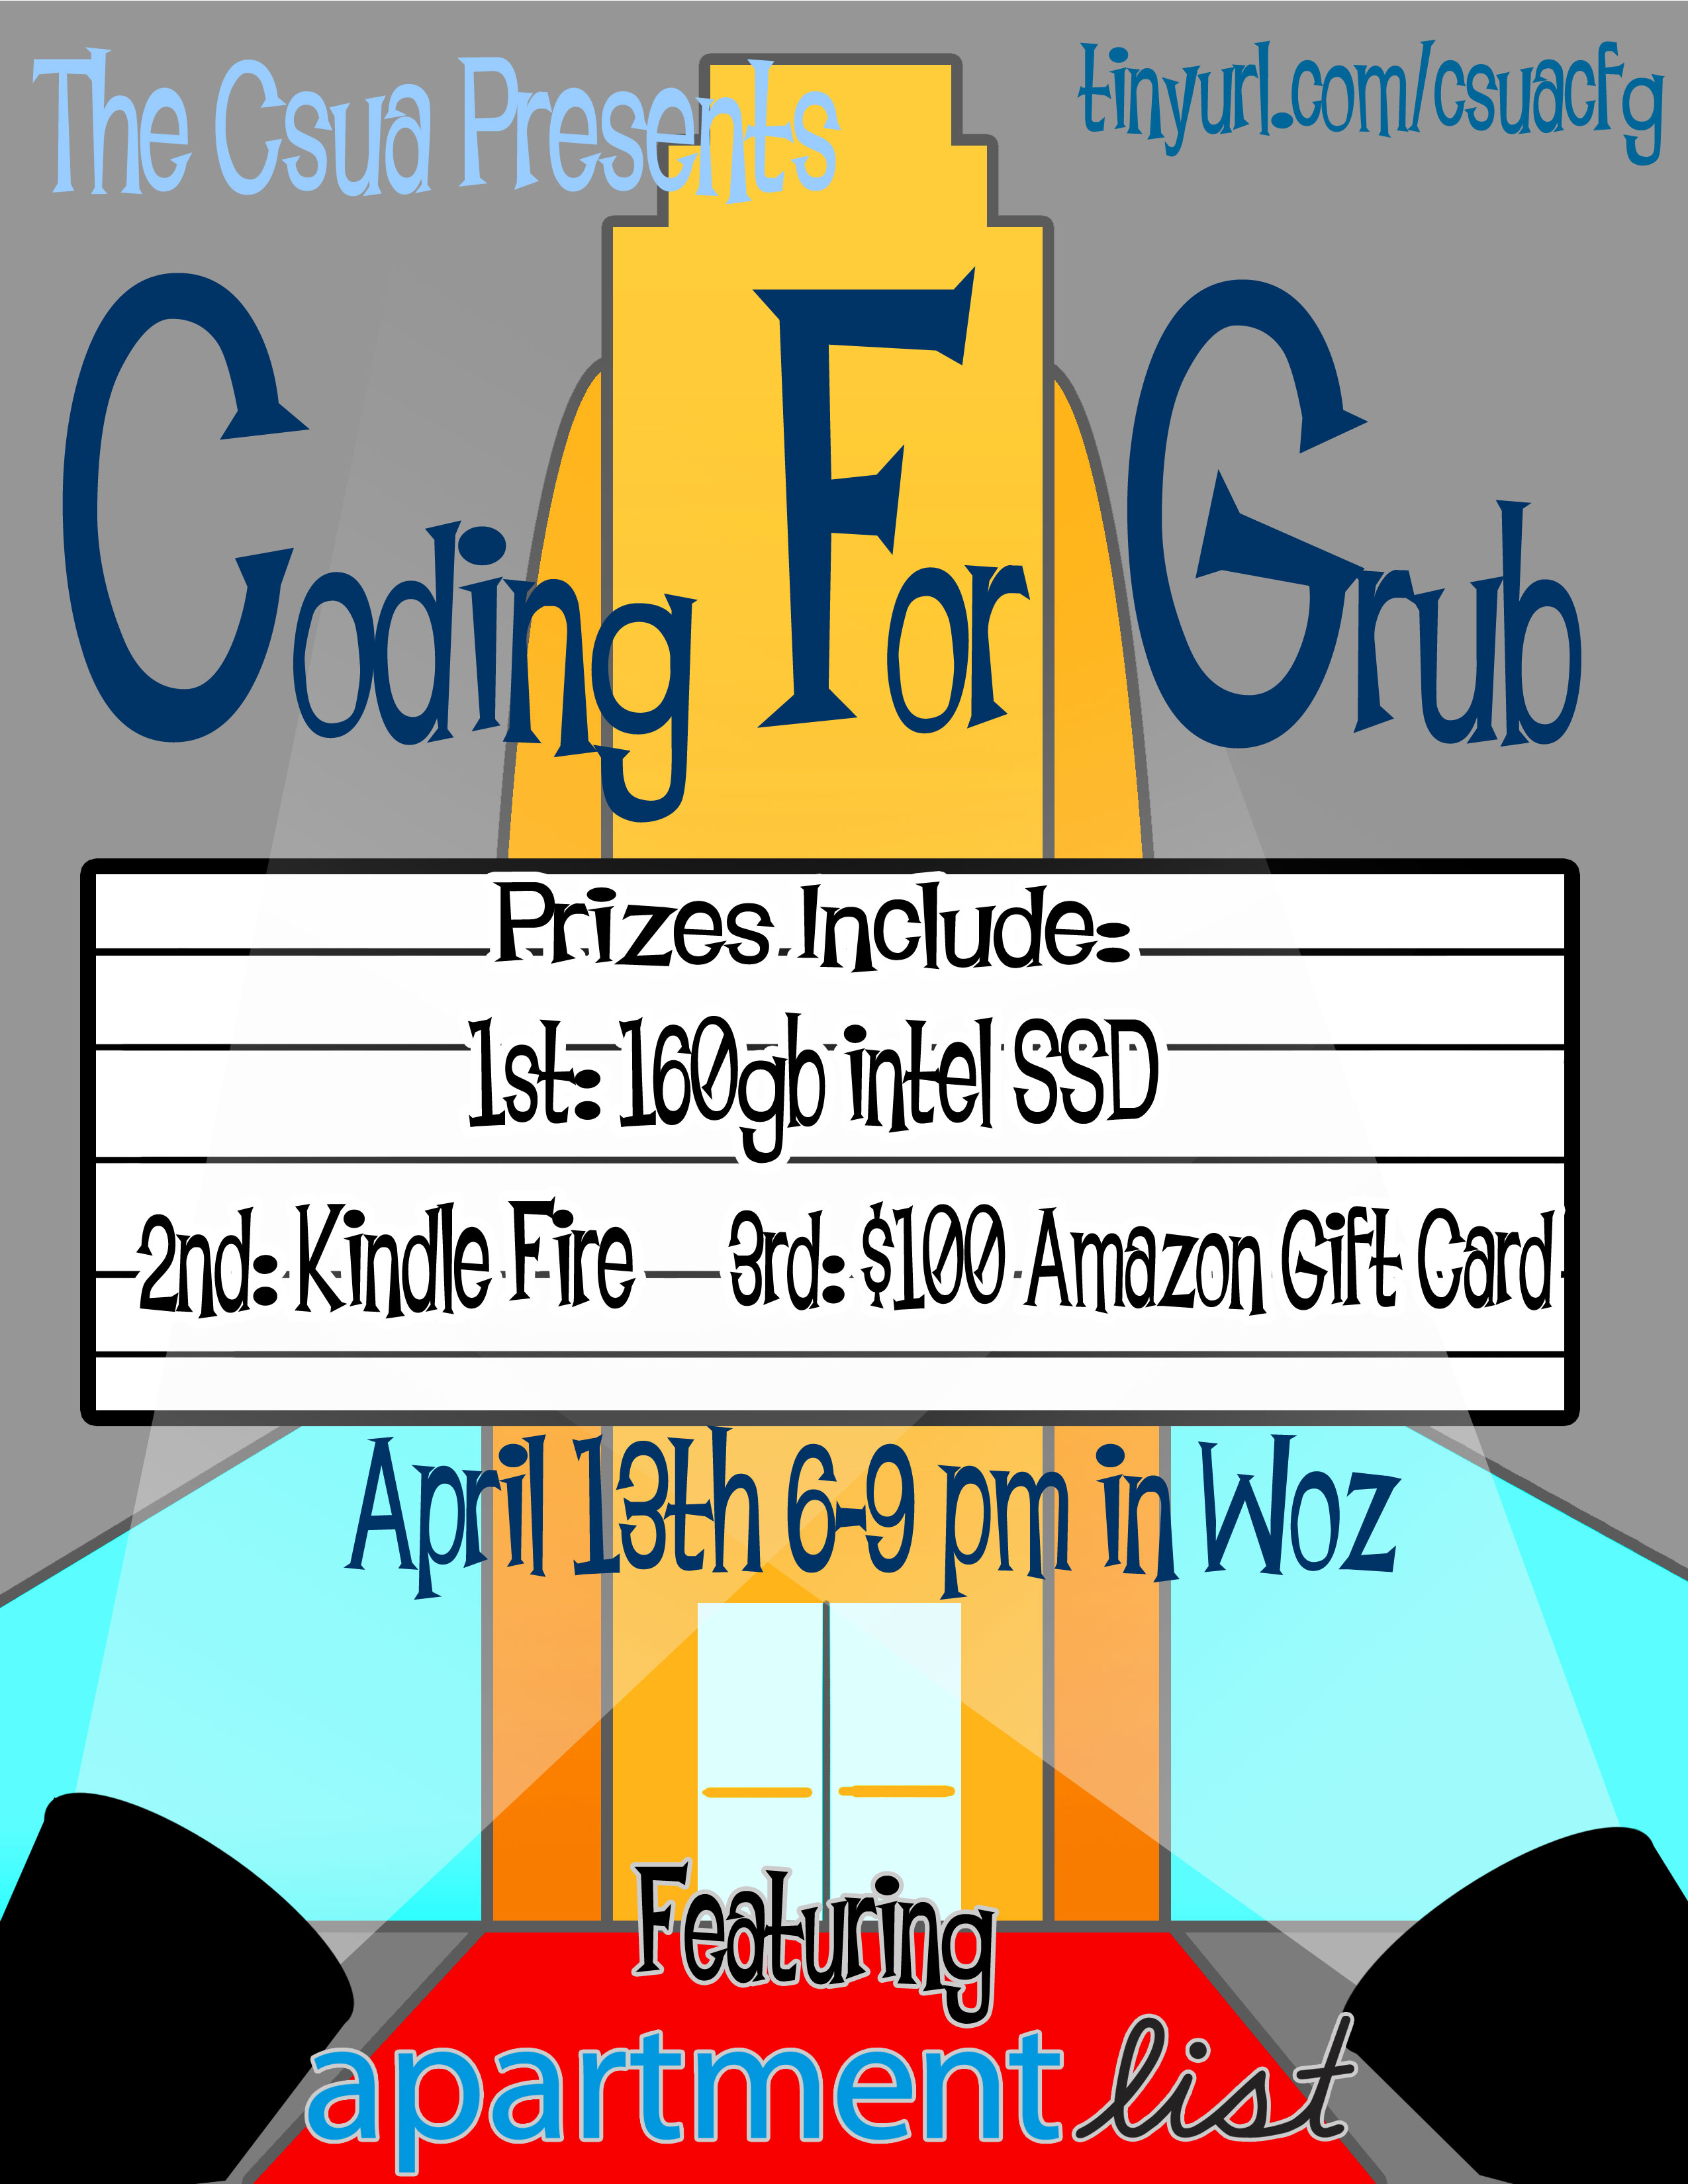 The Csua Presents
tinyurl.com/csuacfg
Coding For Grub
Prizes Include:
1st: 160gb intel SSD
2nd: Kindle Fire 3rd: $100 Amazon Gift Card
April 13th 6-9 pm in Woz
Featuring
apartment list